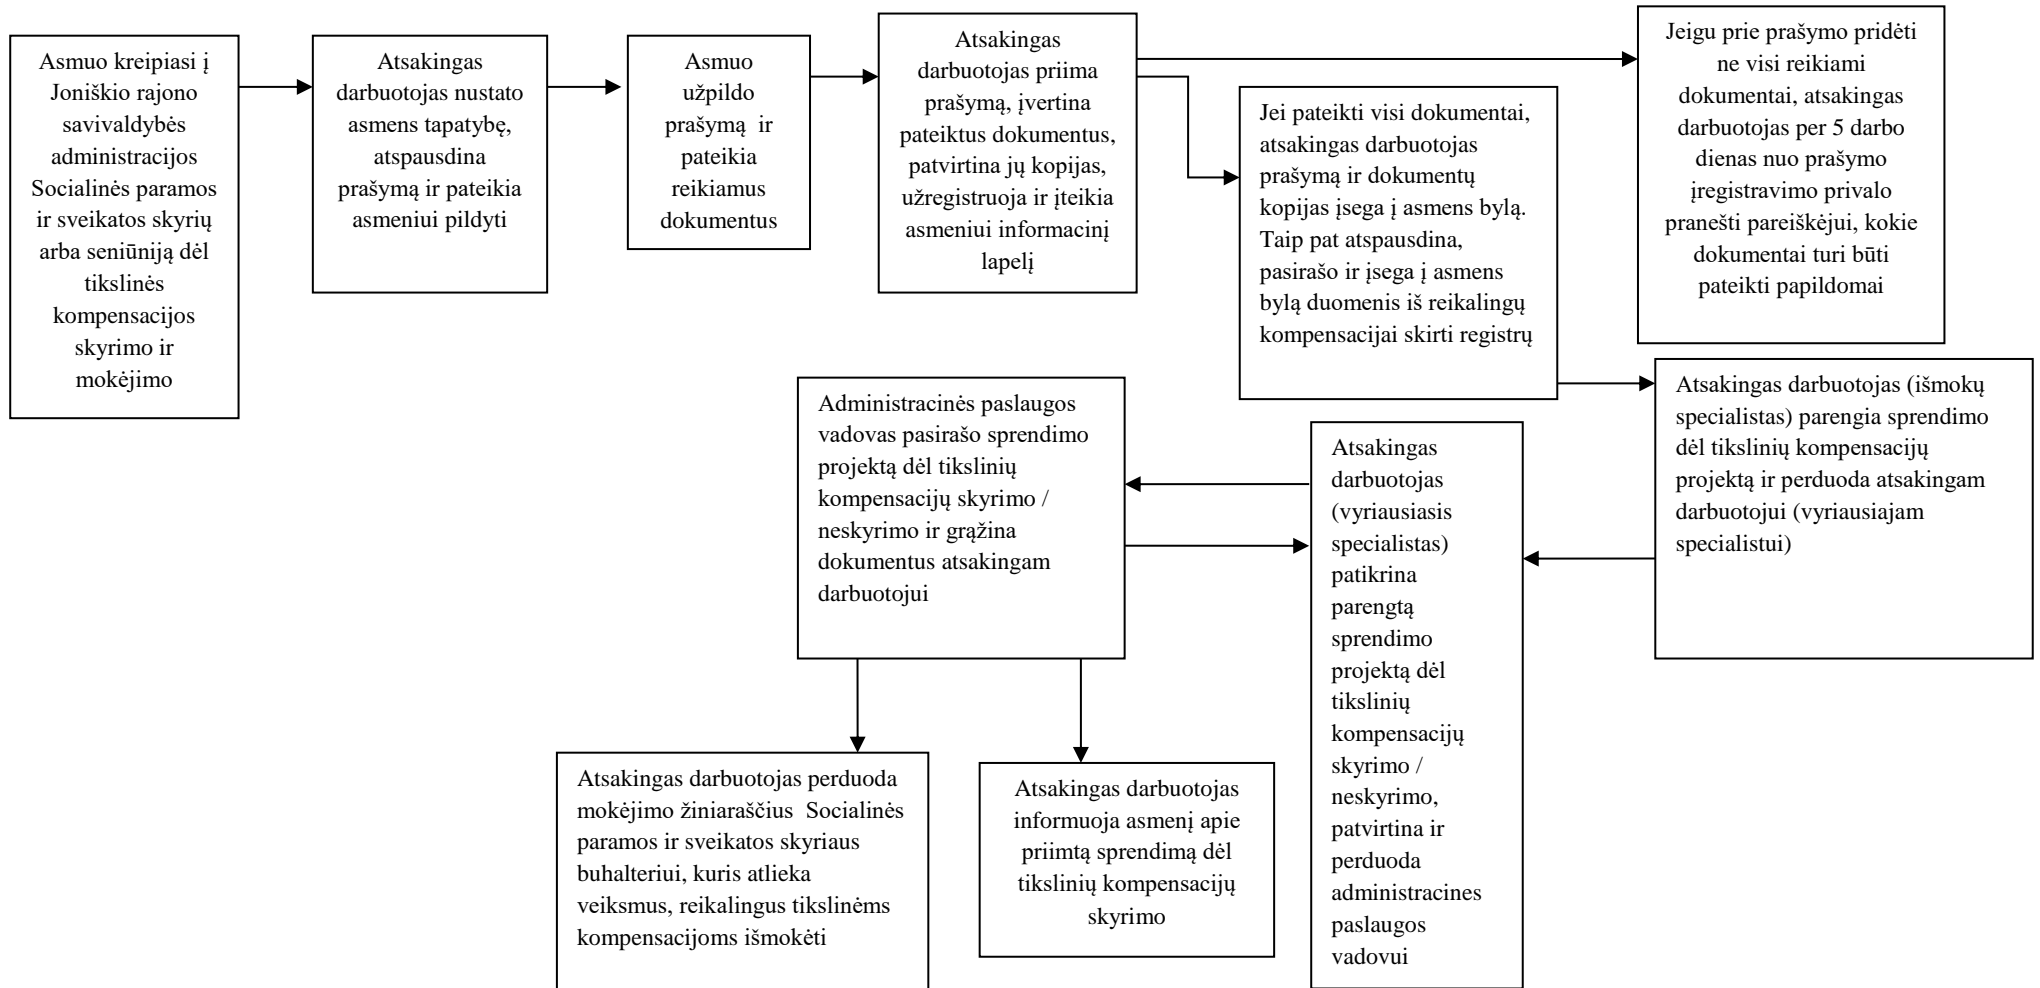 Asmuo kreipiasi į
Joniškio rajono
savivaldybės
administracijos
Socialinės paramos
ir sveikatos skyrių
arba seniūniją dėl
tikslinės
kompensacijos
skyrimo ir
mokėjimo
Atsakingas
darbuotojas nustato
asmens tapatybę,
atspausdina
prašymą ir pateikia
asmeniui pildyti
Asmuo
užpildo
prašymą ir
pateikia
reikiamus
dokumentus
Atsakingas
darbuotojas priima
prašymą, įvertina
pateiktus dokumentus,
patvirtina jų kopijas,
užregistruoja ir įteikia
asmeniui informacinį
lapelį
Jei pateikti visi dokumentai,
atsakingas darbuotojas
prašymą ir dokumentų
kopijas įsega į asmens bylą.
Taip pat atspausdina,
pasirašo ir įsega į asmens
bylą duomenis iš reikalingų
kompensacijai skirti registrų
Jeigu prie prašymo pridėti
ne visi reikiami
dokumentai, atsakingas
darbuotojas per 5 darbo
dienas nuo prašymo
įregistravimo privalo
pranešti pareiškėjui, kokie
dokumentai turi būti
pateikti papildomai
Atsakingas darbuotojas (išmokų
specialistas) parengia sprendimo
dėl tikslinių kompensacijų
projektą ir perduoda atsakingam
darbuotojui (vyriausiajam
specialistui)
Atsakingas
darbuotojas
(vyriausiasis
specialistas)
patikrina
parengtą
sprendimo
projektą dėl
tikslinių
kompensacijų
skyrimo /
neskyrimo,
patvirtina ir
perduoda
administracines
paslaugos
vadovui
Administracinės paslaugos
vadovas pasirašo sprendimo
projektą dėl tikslinių
kompensacijų skyrimo /
neskyrimo ir grąžina
dokumentus atsakingam
darbuotojui
Atsakingas darbuotojas perduoda
mokėjimo žiniaraščius Socialinės
paramos ir sveikatos skyriaus
buhalteriui, kuris atlieka
veiksmus, reikalingus tikslinėms
kompensacijoms išmokėti
Atsakingas darbuotojas
informuoja asmenį apie
priimtą sprendimą dėl
tikslinių kompensacijų
skyrimo